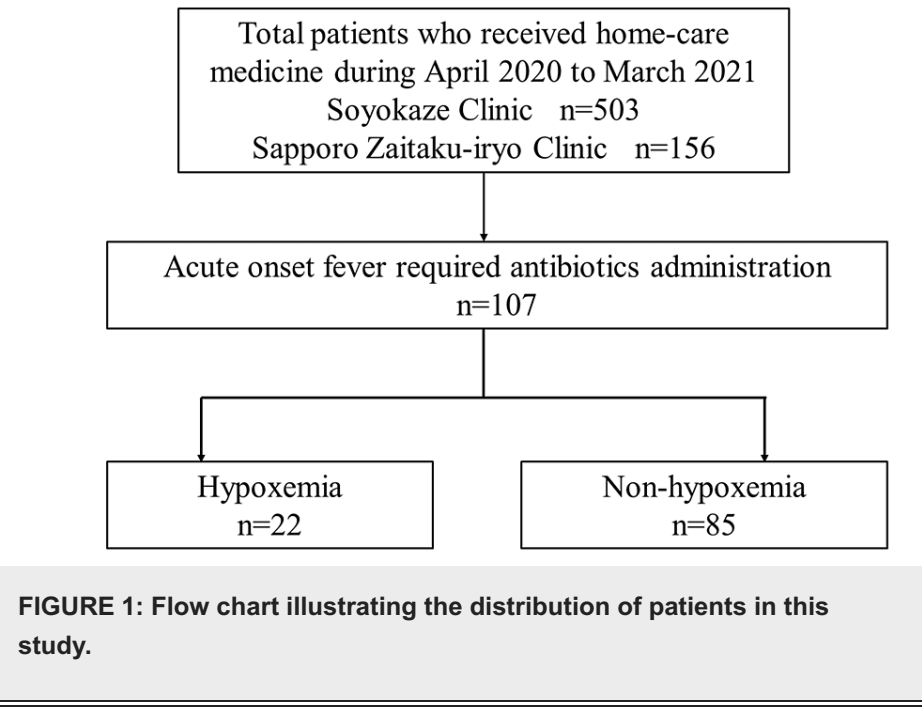 Total patients who received home-care
medicine during April 2020 to March 2021
Soyokaze Clinic n=503
Sapporo Zaitaku-iryo Clinic n=156
Acute onset fever required antibiotics administration
n=107
Hypoxemia
n=22
Non-hypoxemia
n=85
FIGURE 1: Flow chart illustrating the distribution of patients in this
study.